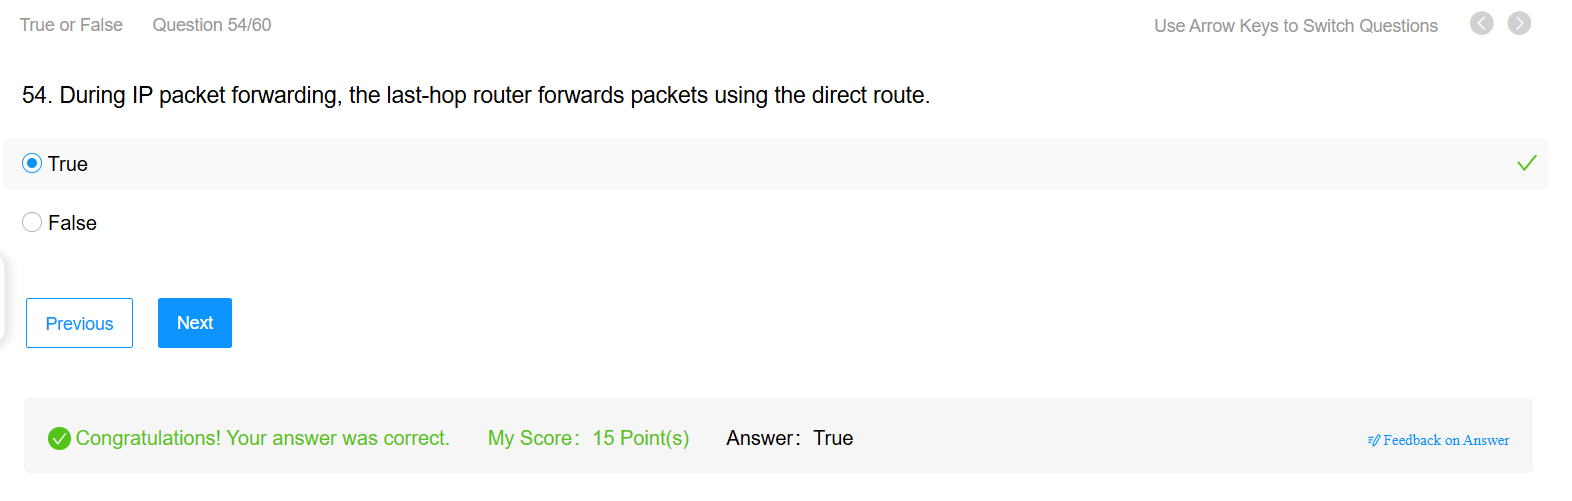 True or False Question 54/60 Use Arrow Keys to Switch Questions
54. During IP packet forwarding, the last-hop router forwards packets using the direct route.
True
False
Previous Next
Congratulations! Your answer was correct. My Score: 15 Point(s) Answer: True Feedback on Answer